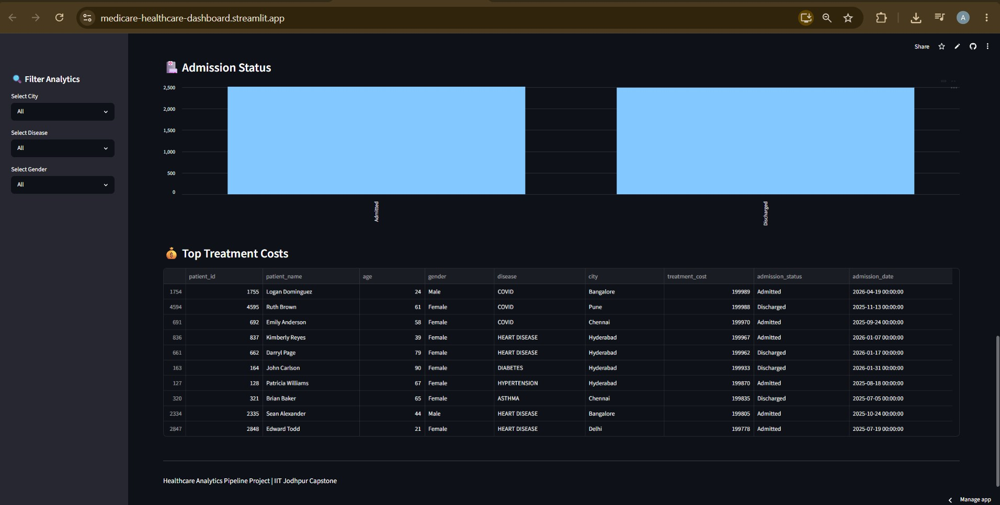 medicare-healthcare-dashboard.streamlit.app
A
Share
Filter Analytics
Select City
All
Select Disease
All
Select Gender
All
Admission Status
2,500
2,000
1,500
1,000
500
0
Admitted
Discharged
Top Treatment Costs
patient_id patient_name age gender disease city treatment_cost admission_status admission_date
1754 1755 Logan Dominguez 24 Male COVID Bangalore 199989 Admitted 2026-04-19 00:00:00
4594 4595 Ruth Brown 61 Female COVID Pune 199988 Discharged 2025-11-13 00:00:00
691 692 Emily Anderson 58 Female COVID Chennai 199970 Admitted 2025-09-24 00:00:00
836 837 Kimberly Reyes 39 Female HEART DISEASE Hyderabad 199967 Admitted 2026-01-07 00:00:00
661 662 Darryl Page 79 Female HEART DISEASE Hyderabad 199962 Discharged 2026-01-17 00:00:00
163 164 John Carlson 90 Female DIABETES Hyderabad 199933 Discharged 2026-01-31 00:00:00
127 128 Patricia Williams 67 Female HYPERTENSION Hyderabad 199870 Admitted 2025-08-18 00:00:00
320 321 Brian Baker 65 Female ASTHMA Chennai 199835 Discharged 2025-07-05 00:00:00
2334 2335 Sean Alexander 44 Male HEART DISEASE Bangalore 199805 Admitted 2025-10-24 00:00:00
2847 2848 Edward Todd 21 Female HEART DISEASE Delhi 199778 Admitted 2025-07-19 00:00:00
Healthcare Analytics Pipeline Project | IIT Jodhpur Capstone
Manage app